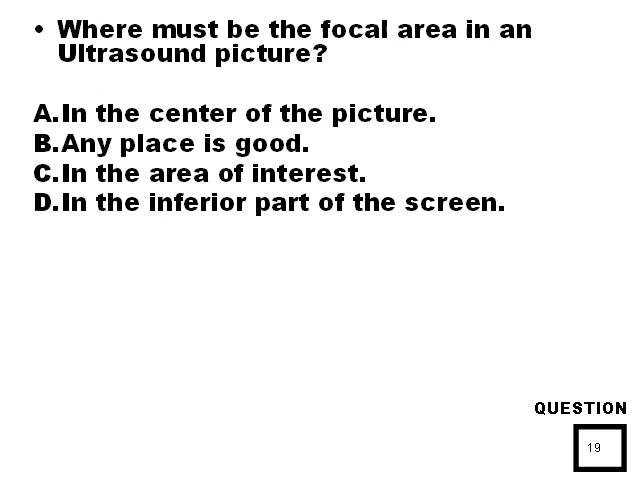 • Where must be the focal area in an
Ultrasound picture?
A.In the center of the picture.
B.Any place is good.
C.In the area of interest.
D.In the inferior part of the screen.
QUESTION
19